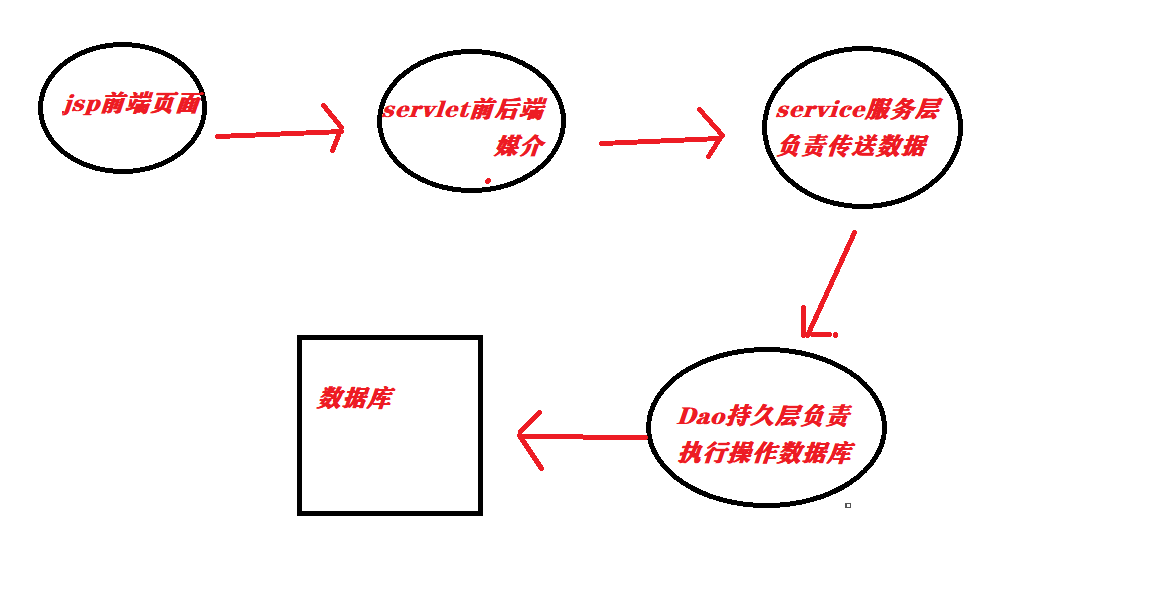 jsp前端页面
servlet前后端
媒介
service服务层
负责传送数据
Dao持久层负责
执行操作数据库
数据库